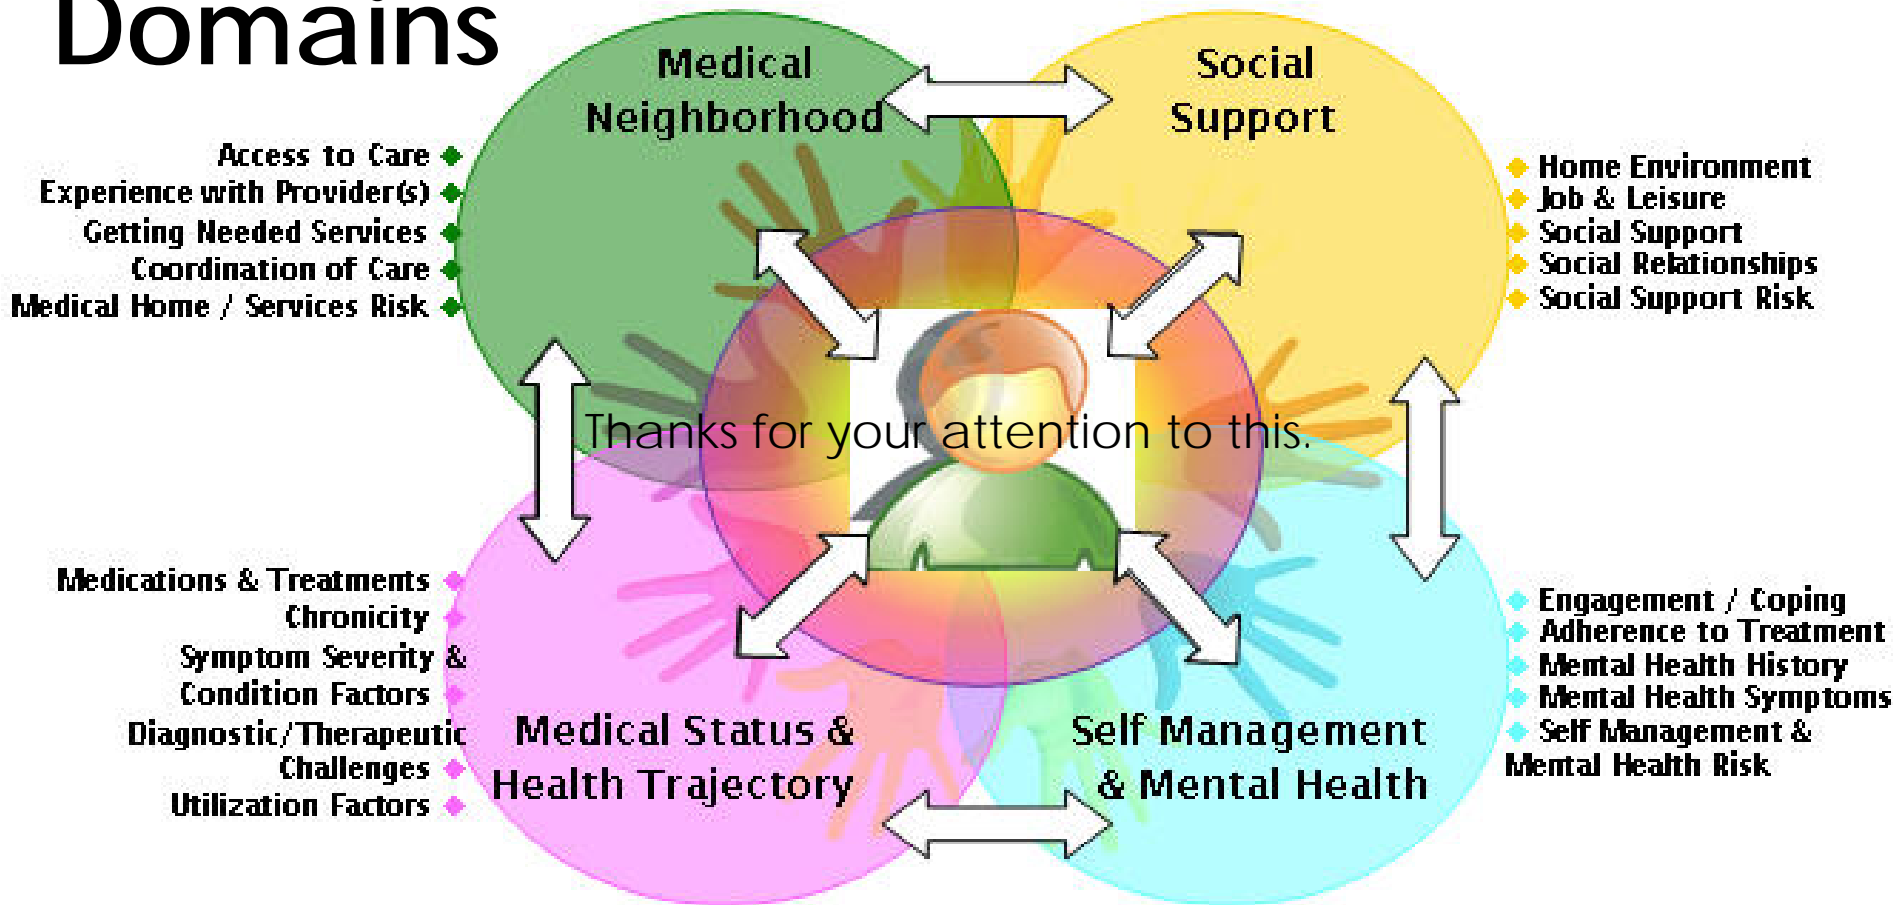 Domains
Medical
Neighborhood
Access to Care
Experience with Provider(s)
Getting Needed Services
Coordination of Care
Medical Home / Services Risk
Social
Support
Home Environment
Job & Leisure
Social Support
Social Relationships
Social Support Risk
Thanks for your attention to this.
Medications & Treatments
Chronicity
Symptom Severity &
Condition Factors
Diagnostic/Therapeutic
Challenges
Utilization Factors
Medical Status &
Health Trajectory
Self Management
& Mental Health
Engagement / Coping
Adherence to Treatment
Mental Health History
Mental Health Symptoms
Self Management &
Mental Health Risk